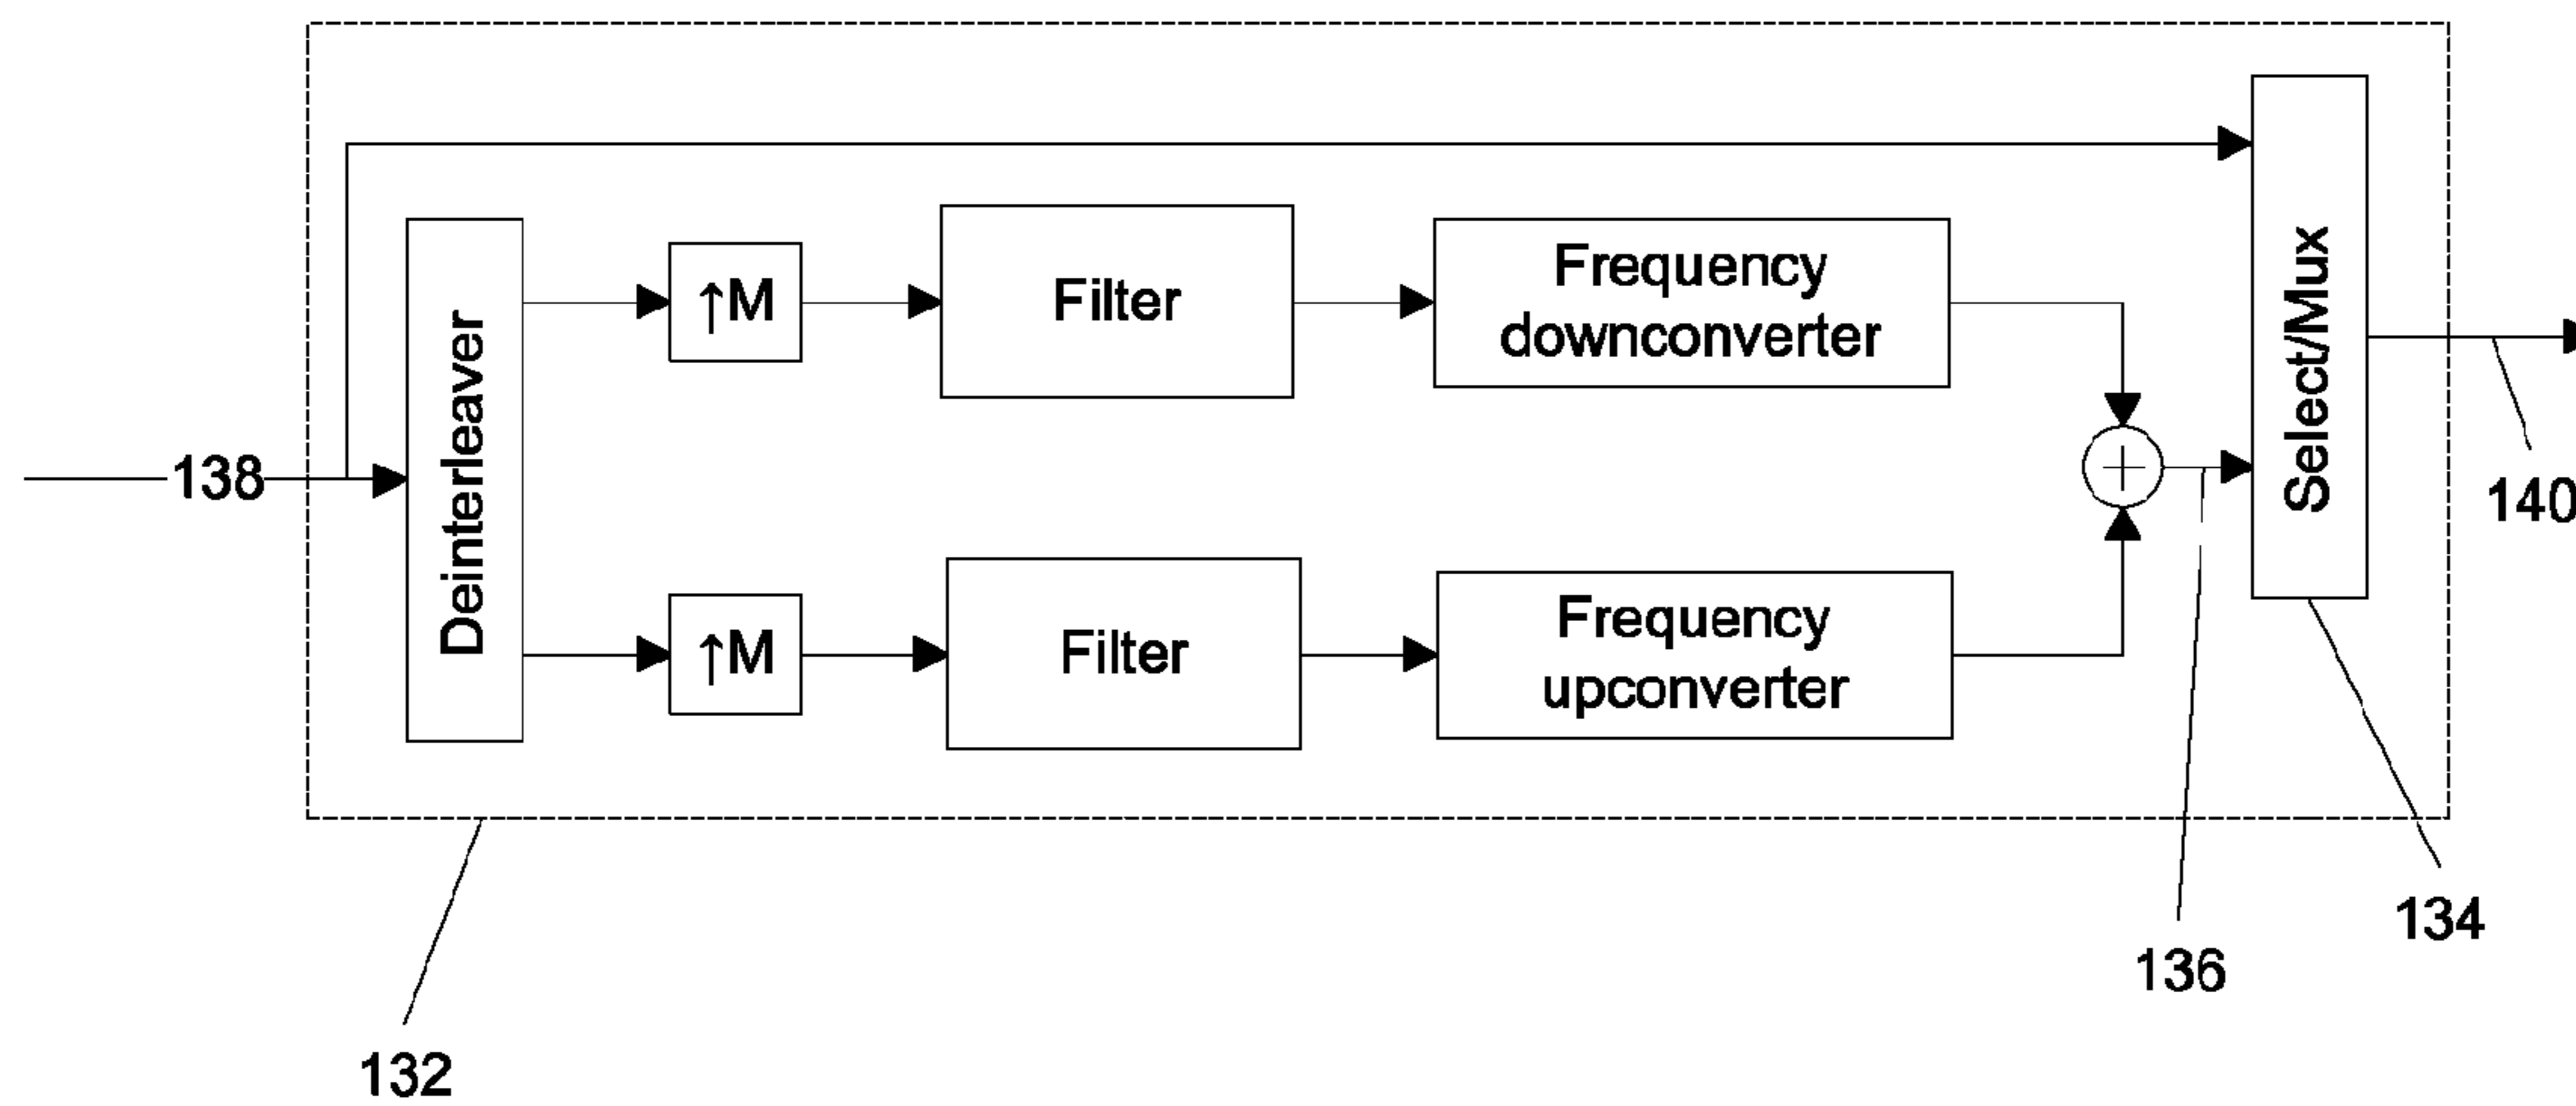 Frequency
downconverter
Filter
↑M
Deinterleaver
Select/Mux
138
140
Frequency
upconverter
Filter
↑M
134
136
132